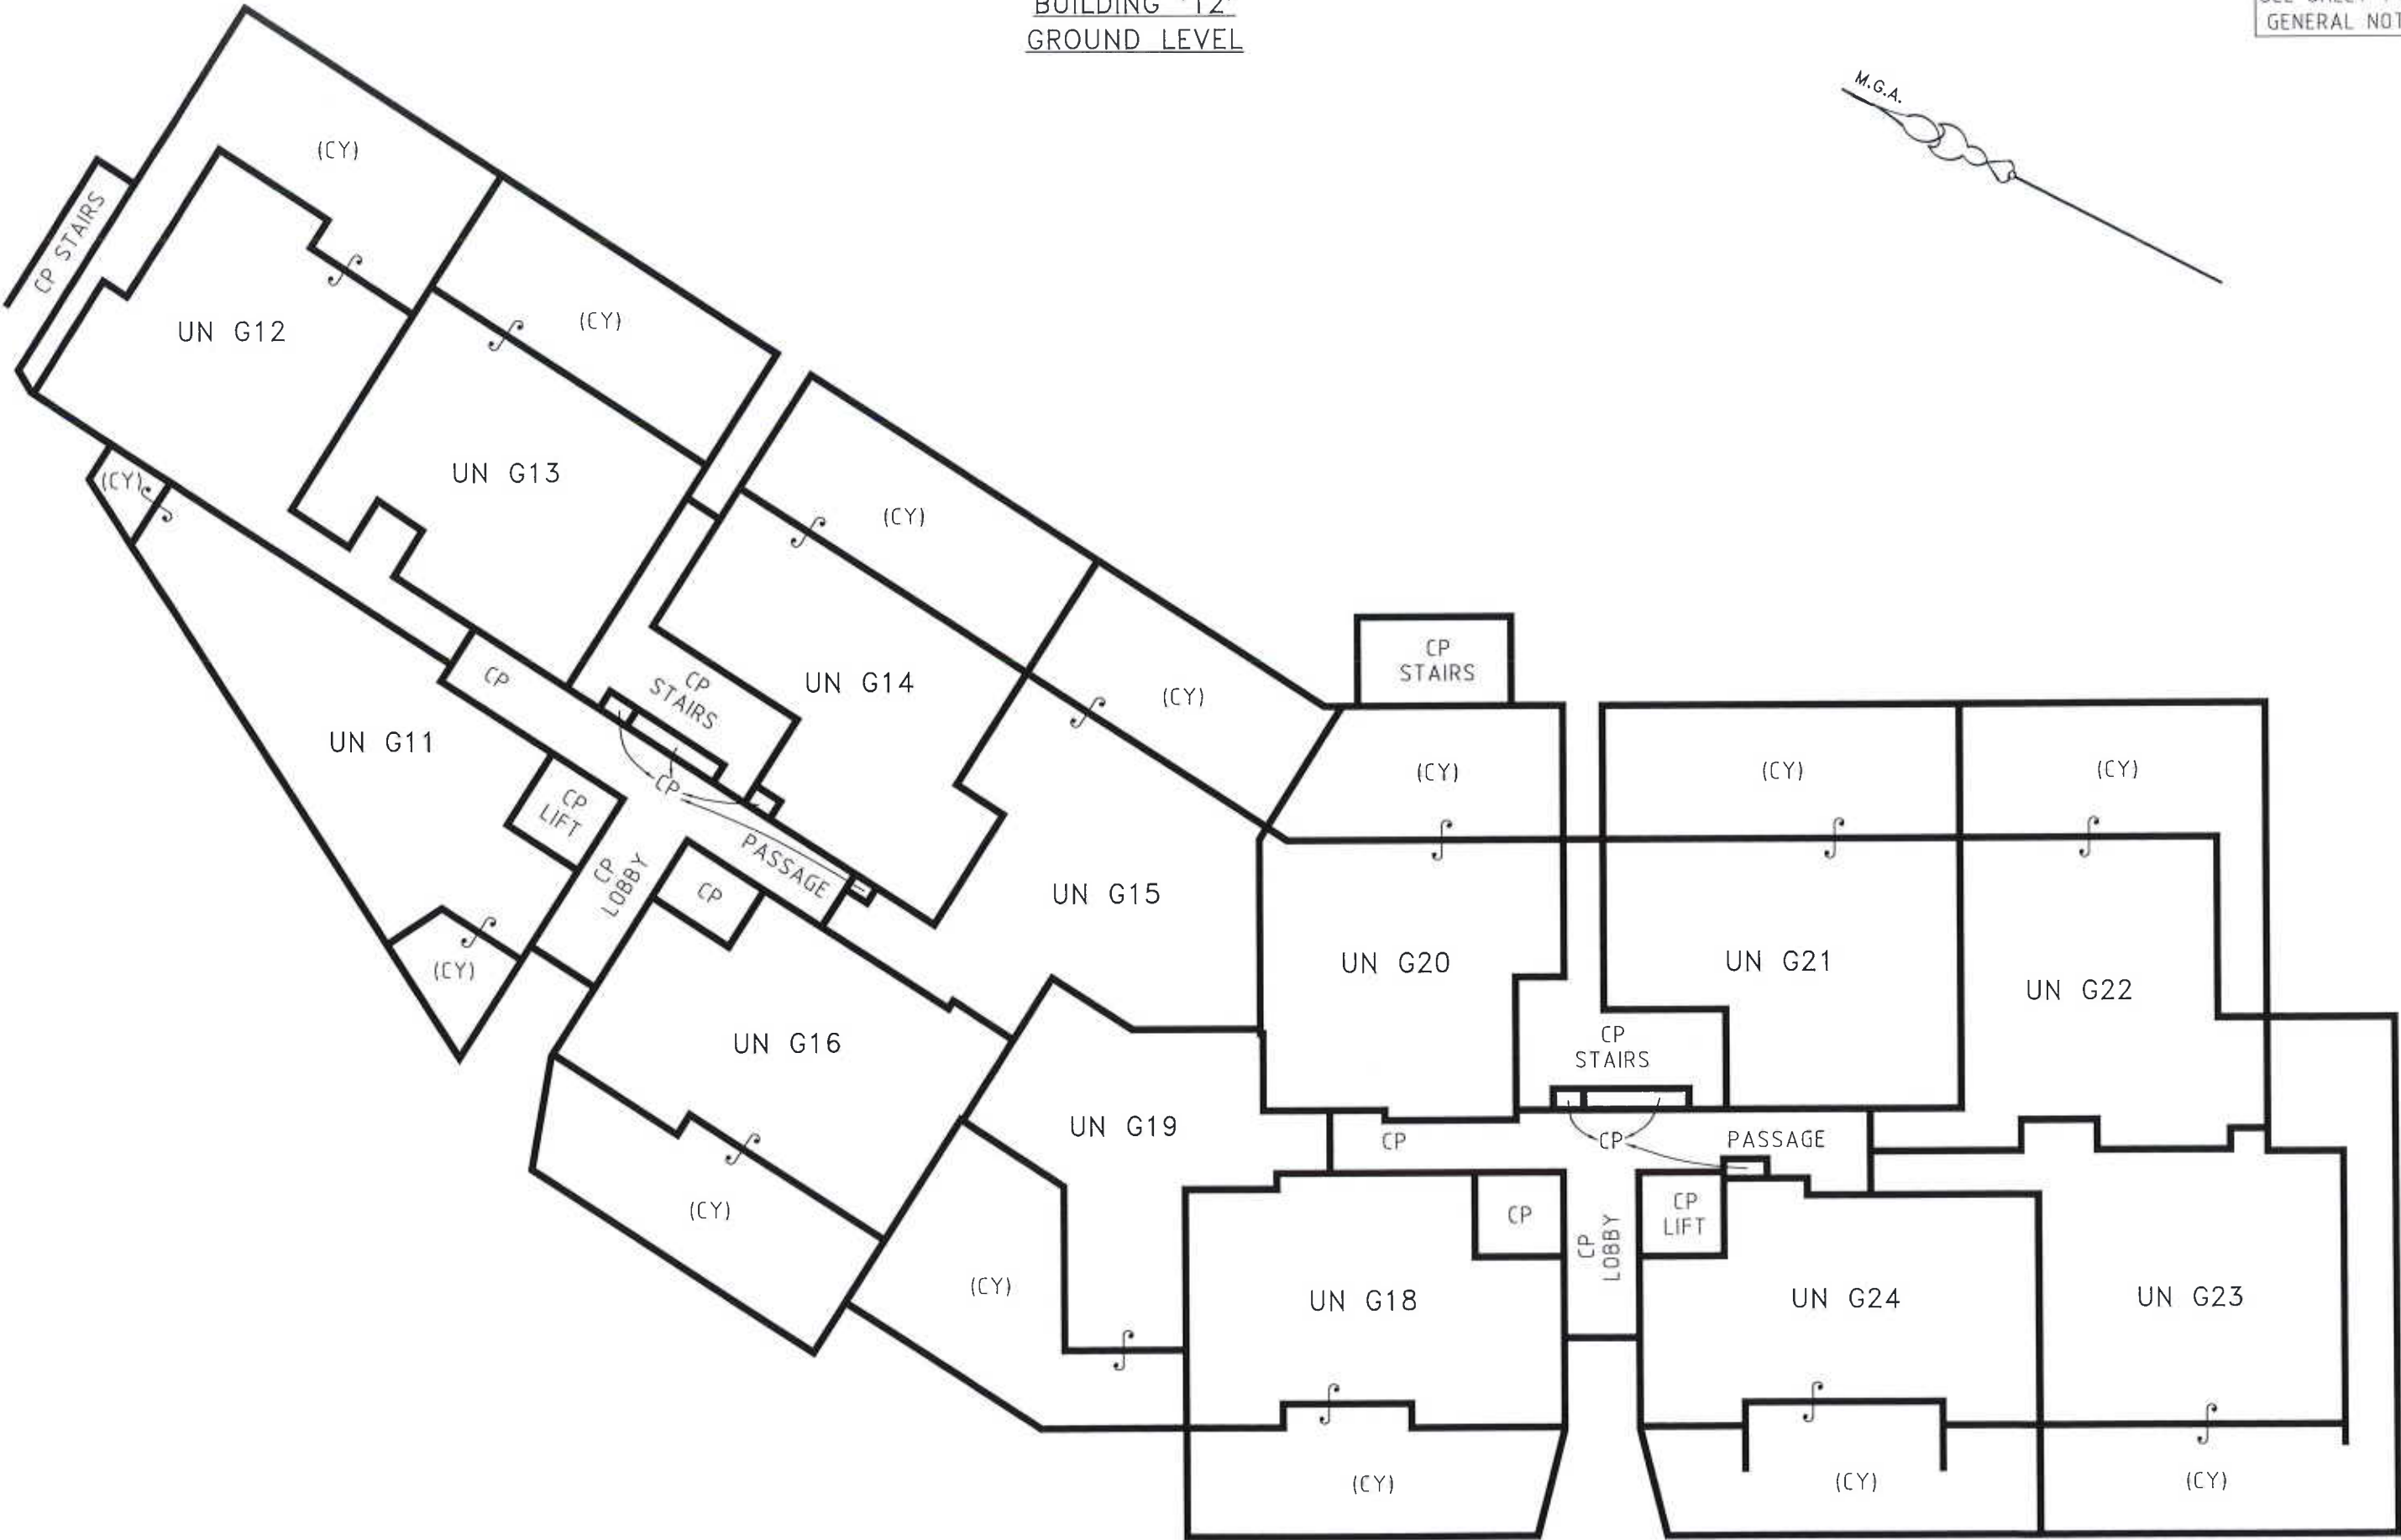 BUILDING '12'
GROUND LEVEL
GENERAL NOT
M.G.A.
(CY)
CP STAIRS
UN G12
(CY)
UN G13
(CY)
(CY)
UN G11
CP
CP
STAIRS
UN G14
(CY)
(CY)
CP
CP
LIFT
CP
LOBBY
PASSAGE
CP
(CY)
UN G15
UN G16
(CY)
CP
STAIRS
(CY)
(CY)
(CY)
UN G20
UN G21
UN G22
CP
STAIRS
UN G19
CP
CP
PASSAGE
(CY)
UN G18
CP
CP
LOBBY
CP
LIFT
UN G24
UN G23
(CY)
(CY)
(CY)